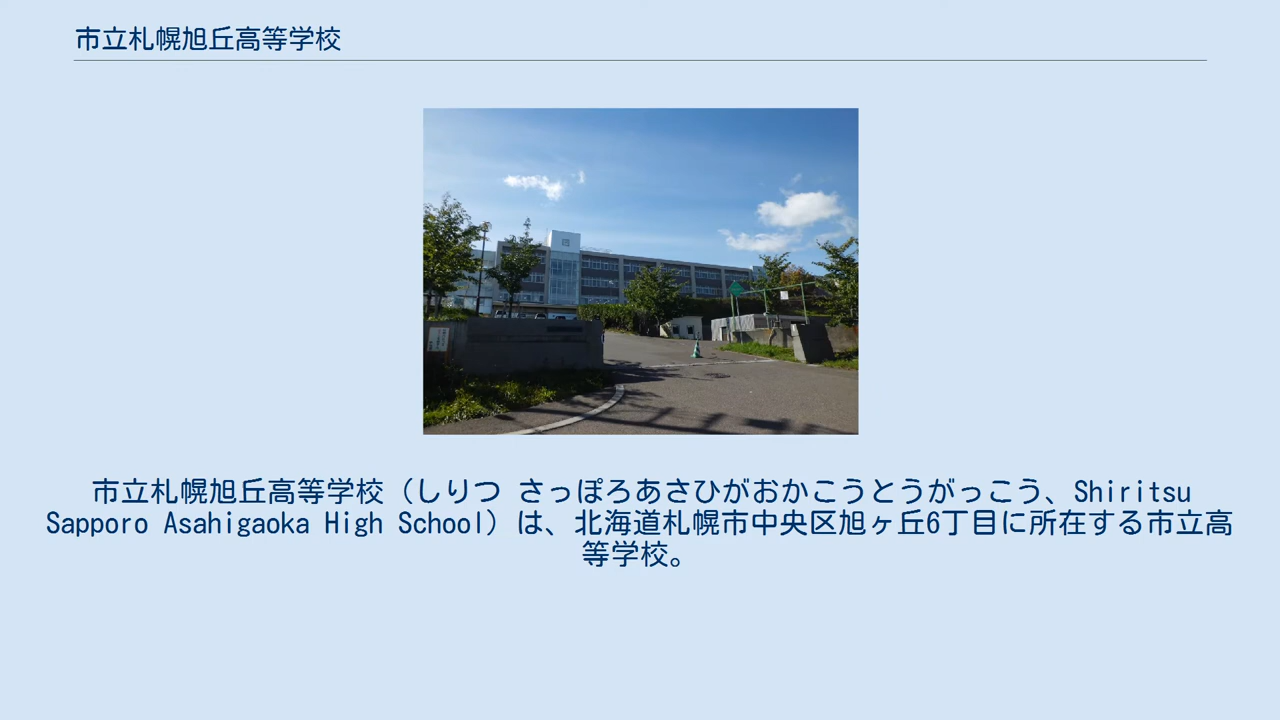 市立札幌旭丘高等学校
市立札幌旭丘高等学校（しりつ さっぽろあさひがおかこうとうがっこう、Shiritsu
Sapporo Asahigaoka High School）は、北海道札幌市中央区旭ヶ丘6丁目に所在する市立高
等学校。